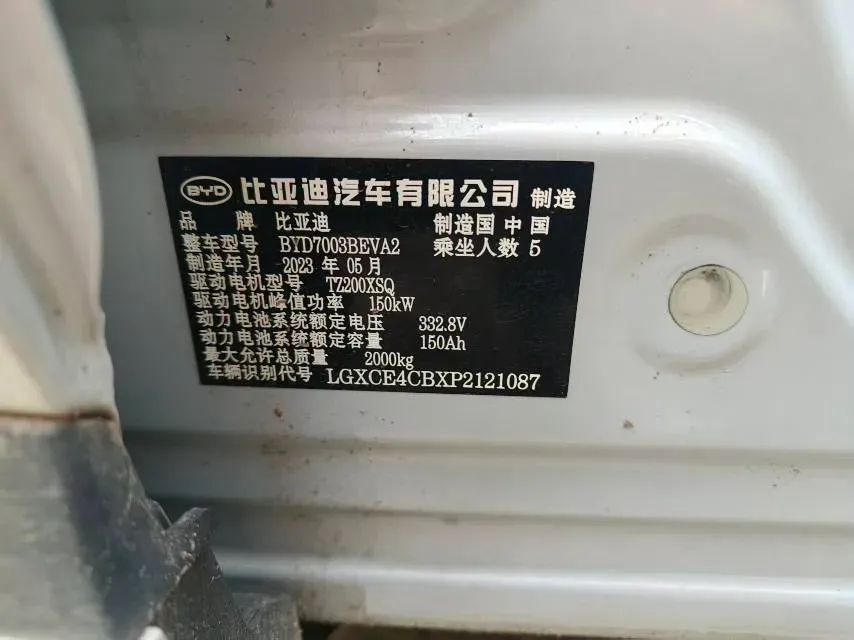 BYD 比亚迪汽车有限公司 制造
品 牌 比亚迪 制造国 中国
整车型号 BYD7003BEVA2 乘坐人数 5
制造年月 2023 年 05 月
驱动电机型号 TZ200XSQ
驱动电机峰值功率 150kW
动力电池系统额定电压 332.8V
动力电池系统额定容量 150Ah
最大允许总质量 2000kg
车辆识别代号 LGXCE4CBXP2121087